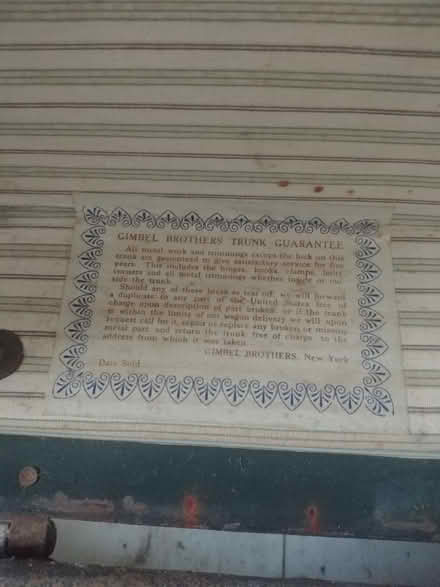 GIMBEL BROTHERS TRUNK GUARANTEE
All metal work and trimmings except the lock on this
trunk are guaranteed to give satisfactory service for five
years. This includes the hinges, hooks, clamps, bolts
corners and all metal trimmings whether inside or out-
side the trunk.
Should any of these break or tear off, we will forward
a duplicate to any part of the United States free of
charge upon description of part broken, or if the trunk
is within the limits of our wagon delivery we will upon
request call for it, repair or replace any broken or missing
metal part and return the trunk free of charge to the
address from which it was taken.
GIMBEL BROTHERS, New York
Date Sold